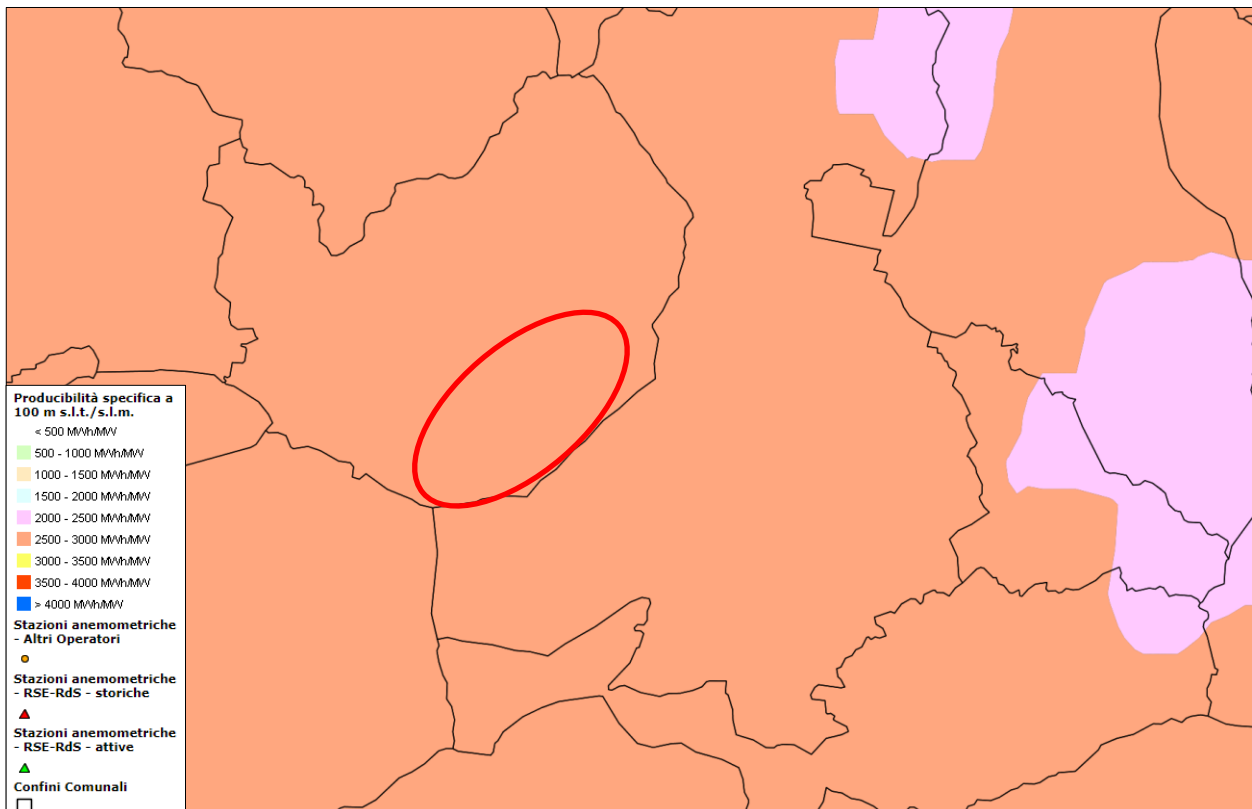 Producibilità specifica a
100 m s.l.t./s.l.m.
< 500 MWh/MW
500 - 1000 MWh/MW
1000 - 1500 MWh/MW
1500 - 2000 MWh/MW
2000 - 2500 MWh/MW
2500 - 3000 MWh/MW
3000 - 3500 MWh/MW
3500 - 4000 MWh/MW
> 4000 MWh/MW
Stazioni anemometriche
- Altri Operatori
Stazioni anemometriche
- RSE-RdS - storiche
Stazioni anemometriche
- RSE-RdS - attive
Confini Comunali